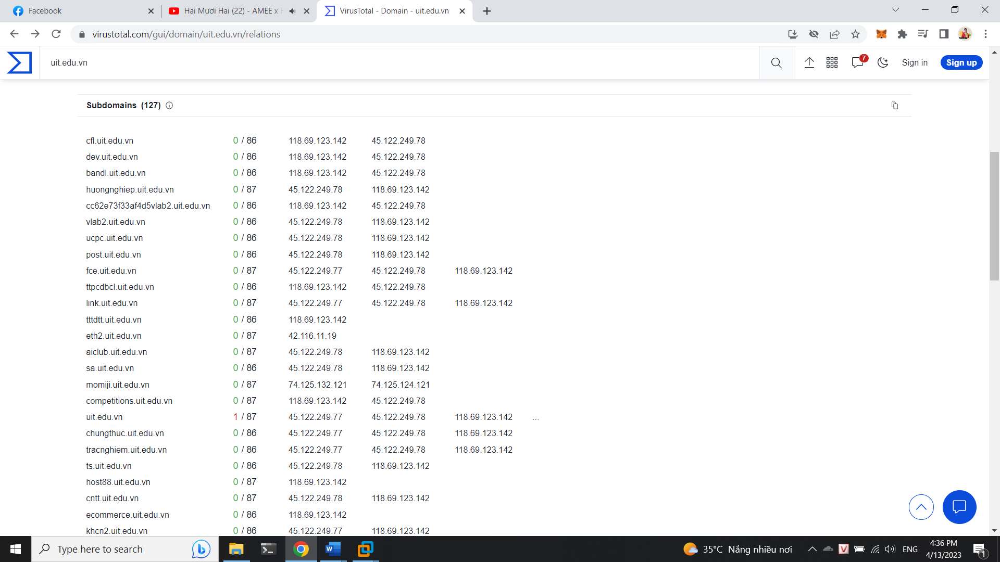 Facebook
Hai Mươi Hai (22) - AMEE x
VirusTotal - Domain - uit.edu.vn
virustotal.com/gui/domain/uit.edu.vn/relations
uit.edu.vn
7
Sign in
Sign up
Subdomains (127)
cfl.uit.edu.vn 0 / 86 118.69.123.142 45.122.249.78
dev.uit.edu.vn 0 / 86 118.69.123.142 45.122.249.78
bandl.uit.edu.vn 0 / 86 118.69.123.142 45.122.249.78
huongnghiep.uit.edu.vn 0 / 87 45.122.249.78 118.69.123.142
cc62e73f33af4d5vlab2.uit.edu.vn 0 / 86 118.69.123.142 45.122.249.78
vlab2.uit.edu.vn 0 / 86 45.122.249.78 118.69.123.142
ucpc.uit.edu.vn 0 / 86 45.122.249.78 118.69.123.142
post.uit.edu.vn 0 / 86 45.122.249.78 118.69.123.142
fce.uit.edu.vn 0 / 87 45.122.249.77 45.122.249.78 118.69.123.142
ttpcdbcl.uit.edu.vn 0 / 86 118.69.123.142 45.122.249.78
link.uit.edu.vn 0 / 87 45.122.249.77 45.122.249.78 118.69.123.142
tttdtt.uit.edu.vn 0 / 86 118.69.123.142
eth2.uit.edu.vn 0 / 87 42.116.11.19
aiclub.uit.edu.vn 0 / 87 45.122.249.78 118.69.123.142
sa.uit.edu.vn 0 / 86 45.122.249.78 118.69.123.142
momiji.uit.edu.vn 0 / 87 74.125.132.121 74.125.124.121
competitions.uit.edu.vn 0 / 87 118.69.123.142 45.122.249.78
uit.edu.vn 1 / 87 45.122.249.77 45.122.249.78 118.69.123.142 ...
chungthuc.uit.edu.vn 0 / 86 45.122.249.77 45.122.249.78 118.69.123.142
tracnghiem.uit.edu.vn 0 / 86 45.122.249.77 45.122.249.78 118.69.123.142
ts.uit.edu.vn 0 / 86 45.122.249.78 118.69.123.142
host88.uit.edu.vn 0 / 87 118.69.123.142
cntt.uit.edu.vn 0 / 87 45.122.249.78 118.69.123.142
ecommerce.uit.edu.vn 0 / 86 118.69.123.142
khcn2.uit.edu.vn 0 / 86 45.122.249.77 118.69.123.142
Type here to search
35°C Nắng nhiều nơi
ENG
4:36 PM
4/13/2023
1